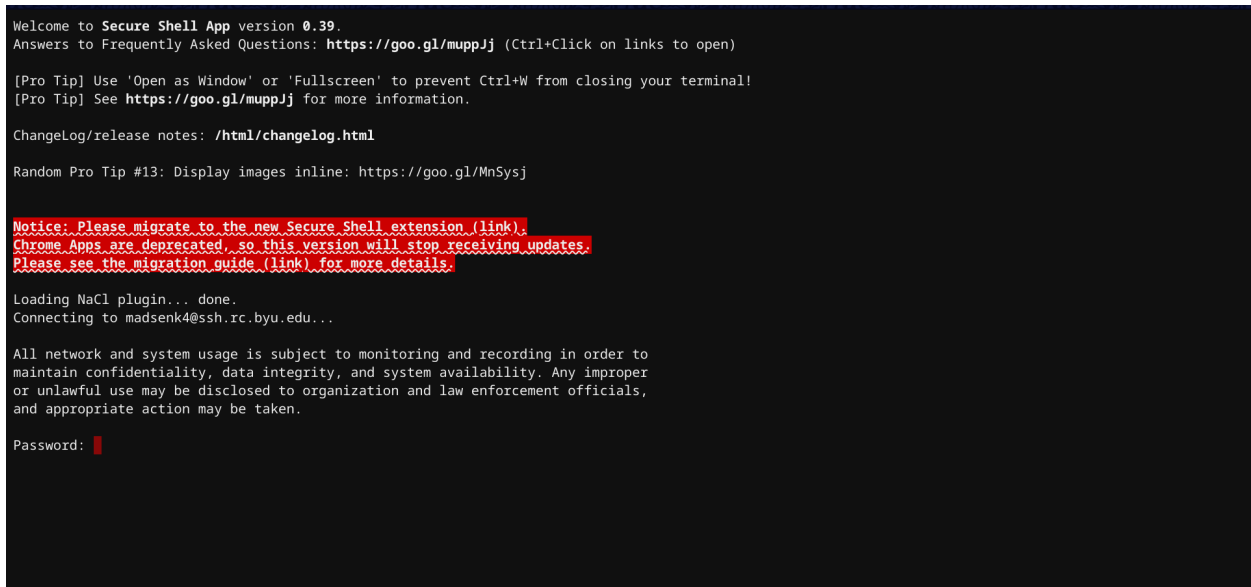 Welcome to Secure Shell App version 0.39.
Answers to Frequently Asked Questions: https://goo.gl/muppJj (Ctrl+Click on links to open)
[Pro Tip] Use 'Open as Window' or 'Fullscreen' to prevent Ctrl+W from closing your terminal!
[Pro Tip] See https://goo.gl/muppJj for more information.
ChangeLog/release notes: /html/changelog.html
Random Pro Tip #13: Display images inline: https://goo.gl/MnSysj
Notice: Please migrate to the new Secure Shell extension (link).
Chrome Apps are deprecated, so this version will stop receiving updates.
Please see the migration guide (link) for more details.
Loading NaCl plugin... done.
Connecting to madsenk4@ssh.rc.byu.edu...
All network and system usage is subject to monitoring and recording in order to
maintain confidentiality, data integrity, and system availability. Any improper
or unlawful use may be disclosed to organization and law enforcement officials,
and appropriate action may be taken.
Password: